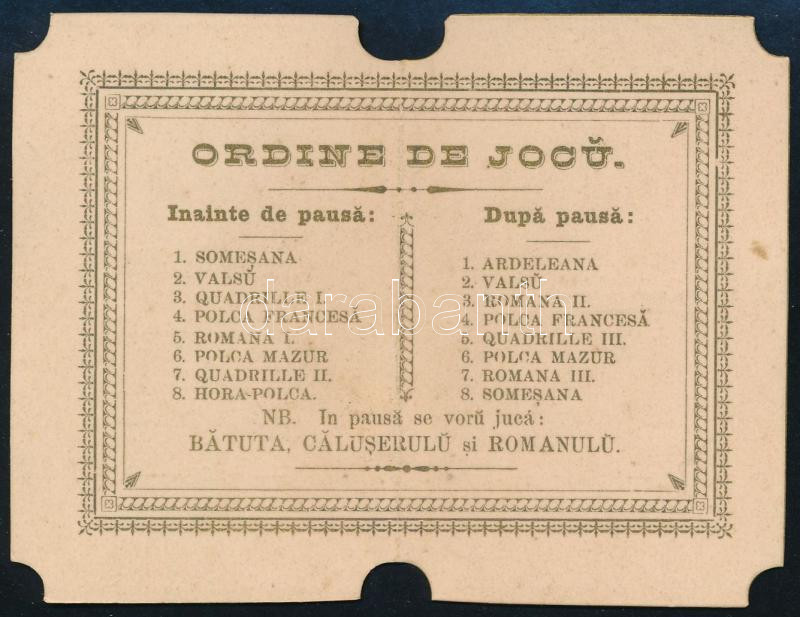 ORDINE DE JOCŬ.
Inainte de pausă:
1. SOMEȘANA
2. VALSŬ
3. QUADRILLE I.
4. POLCA FRANCESĂ
5. ROMANA I.
6. POLCA MAZUR
7. QUADRILLE II.
8. HORA-POLCA.
După pausă:
1. ARDELEANA
2. VALSŬ
3. ROMANA II.
4. POLCA FRANCESĂ
5. QUADRILLE III.
6. POLCA MAZUR
7. ROMANA III.
8. SOMEȘANA
NB. In pausă se vorŭ jucá:
BĂTUTA, CĂLUȘERULŬ și ROMANULŬ.
darabanth